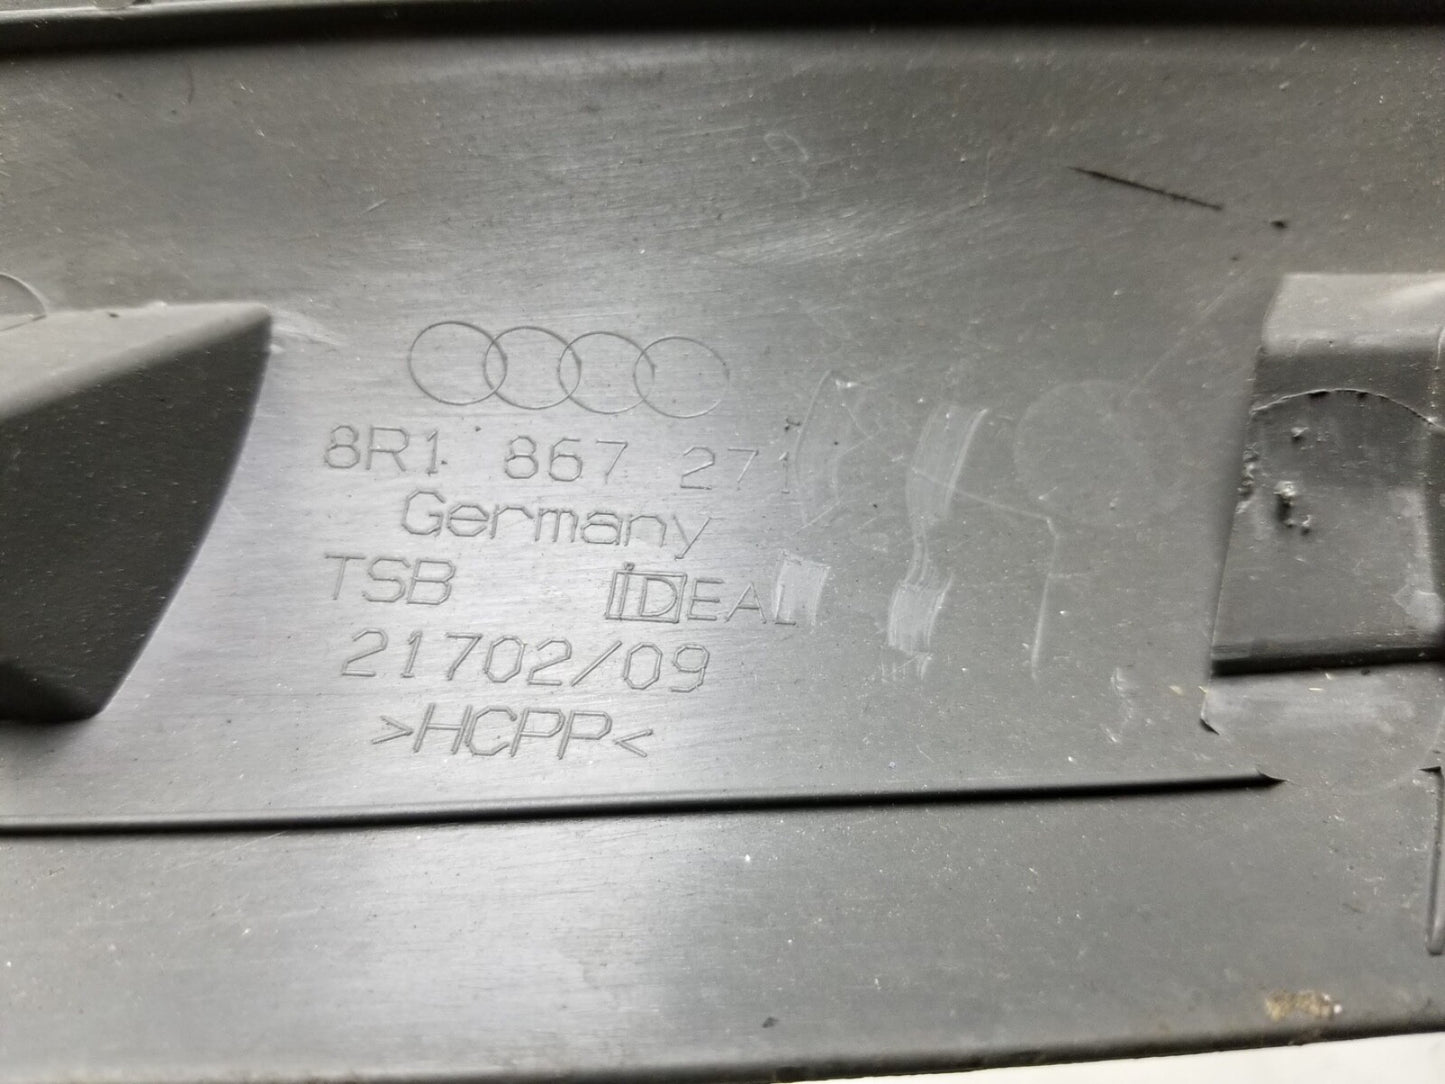 8R1 867 271
Germany
TSB IDEAL
21702/09
>HCPP<